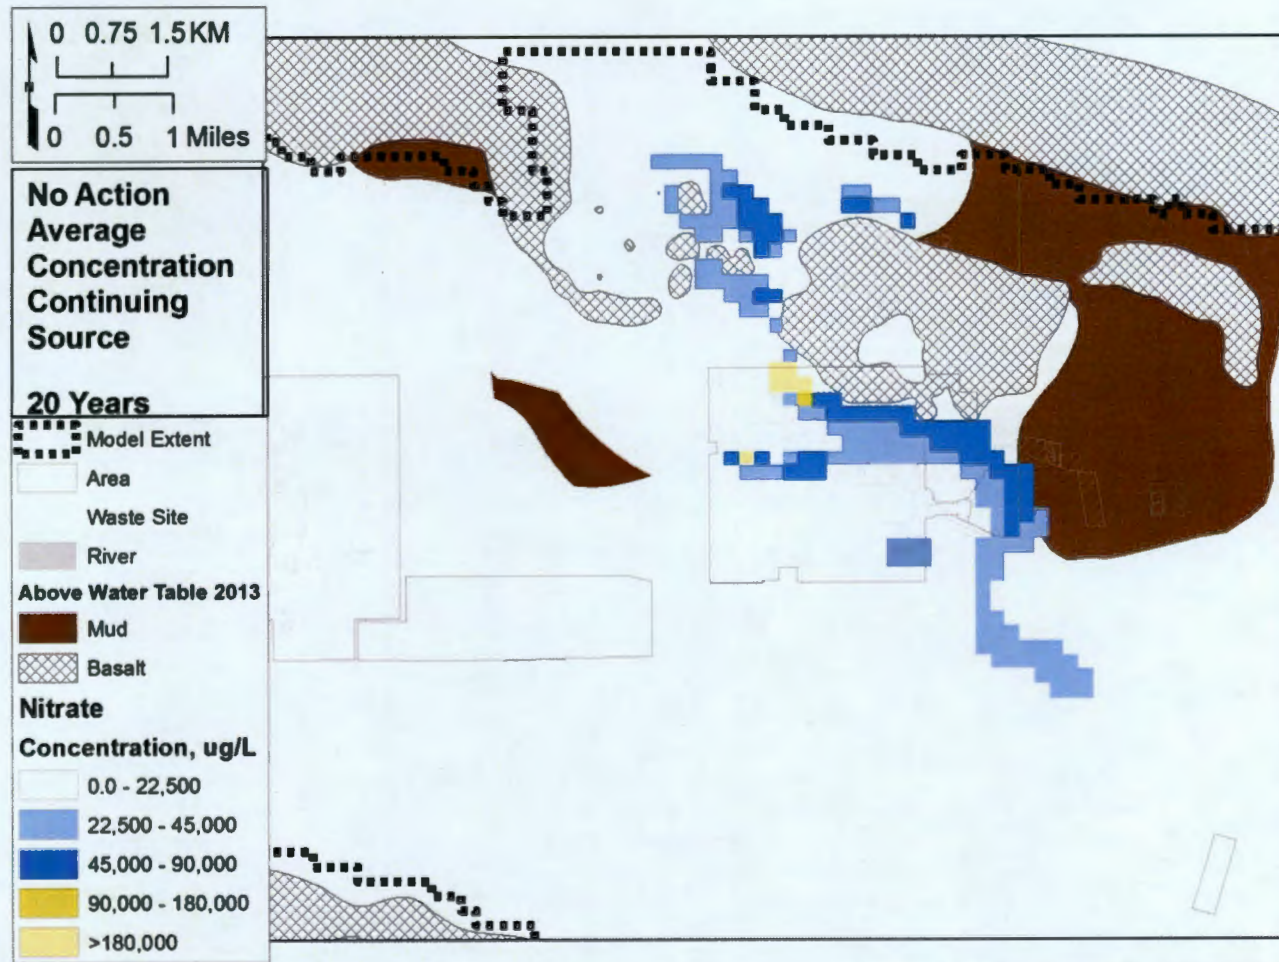 0 0.75 1.5 KM
0 0.5 1 Miles
No Action
Average
Concentration
Continuing
Source
20 Years
Model Extent
Area
Waste Site
River
Above Water Table 2013
Mud
Basalt
Nitrate
Concentration, ug/L
0.0 - 22,500
22,500 - 45,000
45,000 - 90,000
90,000 - 180,000
>180,000